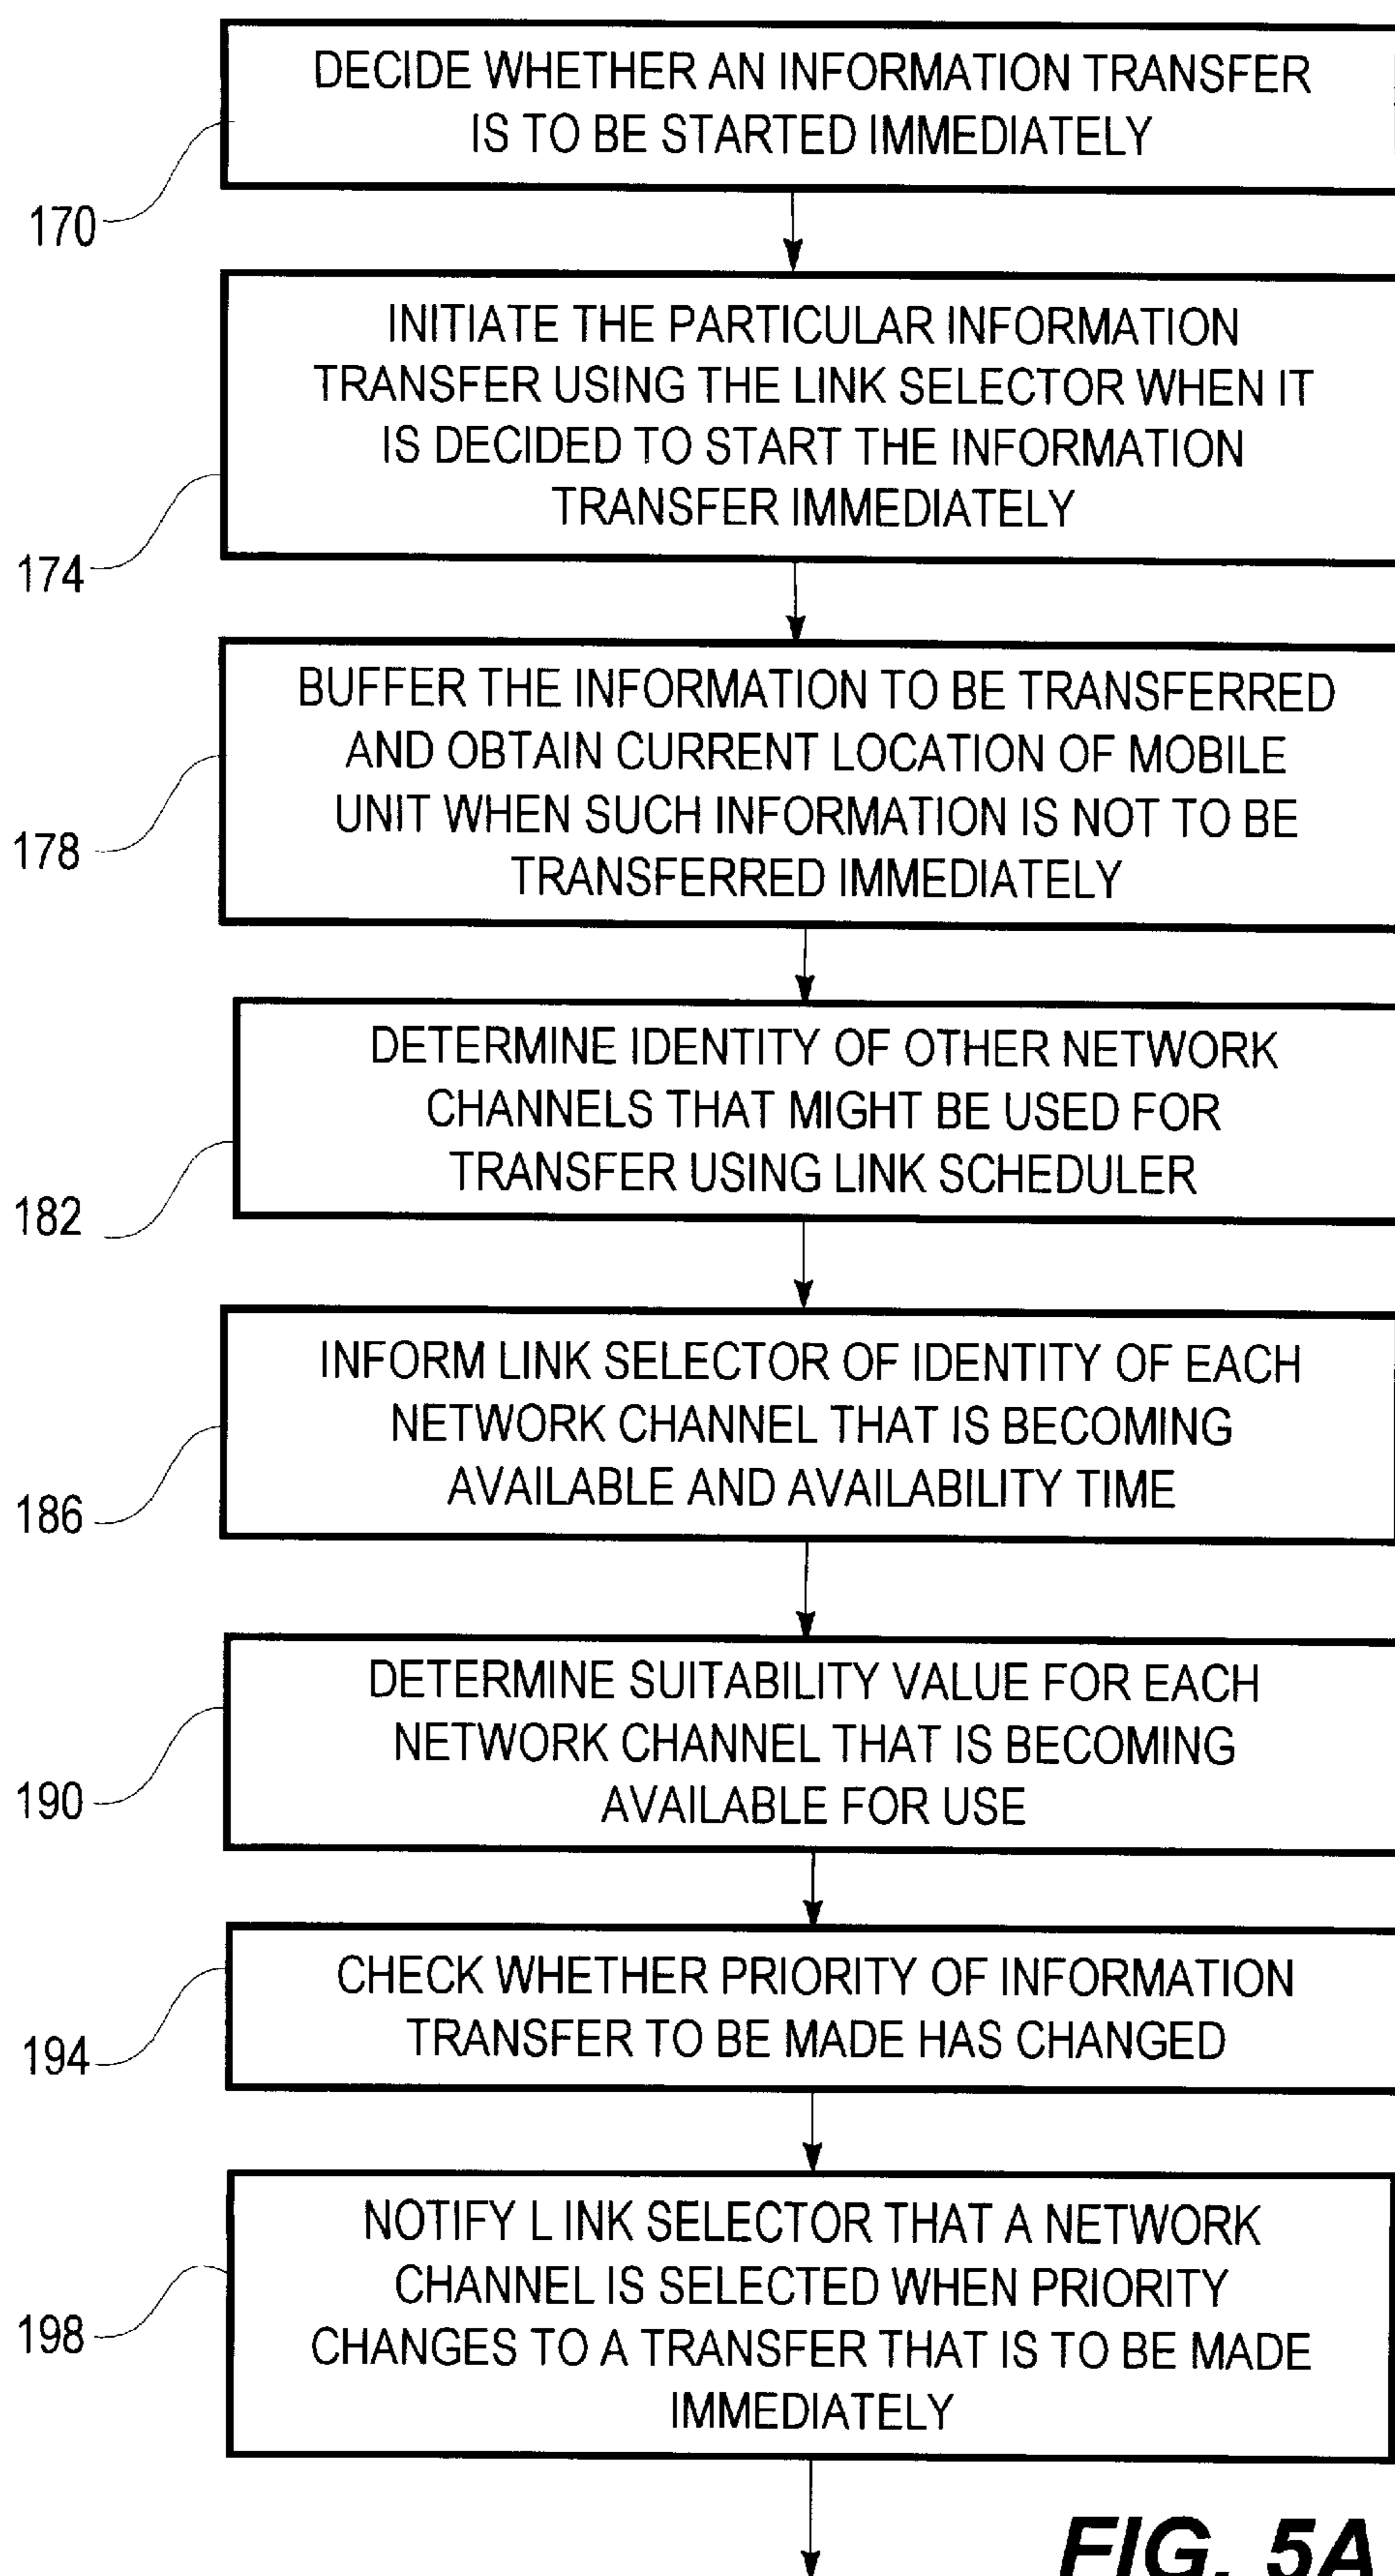 DECIDE WHETHER AN INFORMATION TRANSFER
IS TO BE STARTED IMMEDIATELY
170
INITIATE THE PARTICULAR INFORMATION
TRANSFER USING THE LINK SELECTOR WHEN IT
IS DECIDED TO START THE INFORMATION
TRANSFER IMMEDIATELY
174
BUFFER THE INFORMATION TO BE TRANSFERRED
AND OBTAIN CURRENT LOCATION OF MOBILE
UNIT WHEN SUCH INFORMATION IS NOT TO BE
TRANSFERRED IMMEDIATELY
178
DETERMINE IDENTITY OF OTHER NETWORK
CHANNELS THAT MIGHT BE USED FOR
TRANSFER USING LINK SCHEDULER
182
INFORM LINK SELECTOR OF IDENTITY OF EACH
NETWORK CHANNEL THAT IS BECOMING
AVAILABLE AND AVAILABILITY TIME
186
DETERMINE SUITABILITY VALUE FOR EACH
NETWORK CHANNEL THAT IS BECOMING
AVAILABLE FOR USE
190
CHECK WHETHER PRIORITY OF INFORMATION
TRANSFER TO BE MADE HAS CHANGED
194
NOTIFY L INK SELECTOR THAT A NETWORK
CHANNEL IS SELECTED WHEN PRIORITY
CHANGES TO A TRANSFER THAT IS TO BE MADE
IMMEDIATELY
198
FIG. 5A